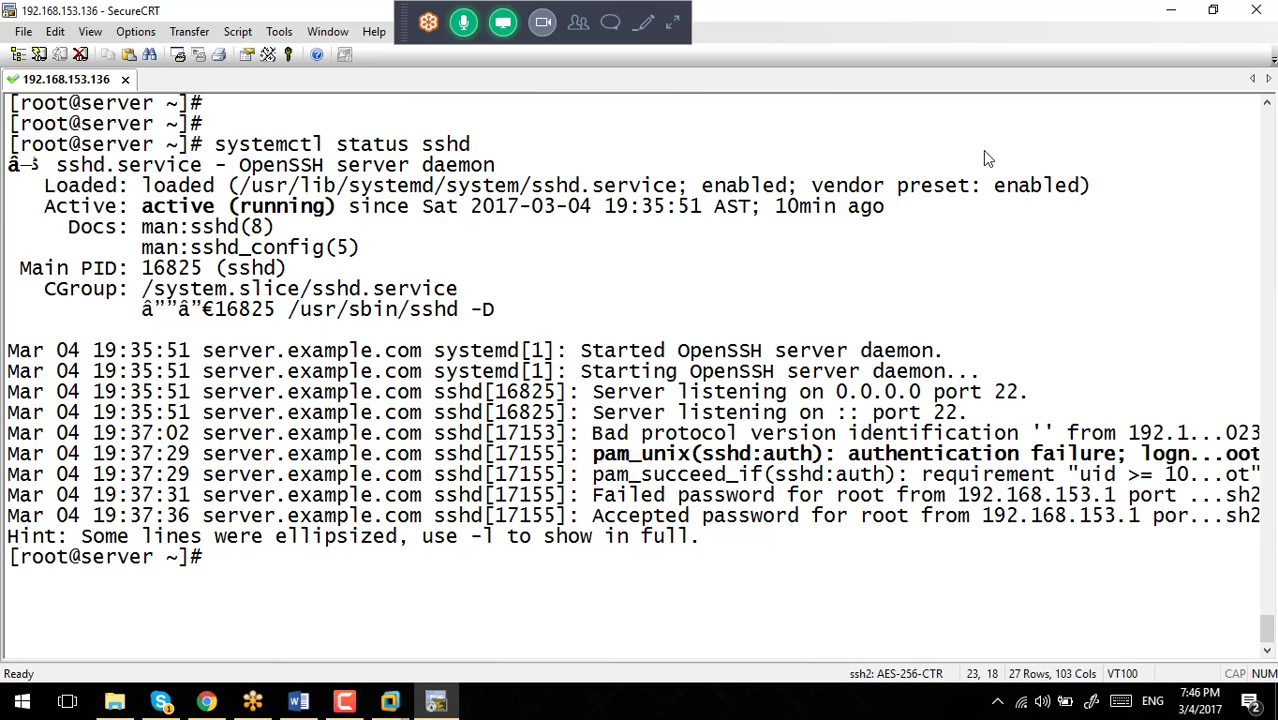 192.168.153.136 - SecureCRT
File Edit View Options Transfer Script Tools Window Help
192.168.153.136
[root@server ~]#
[root@server ~]#
[root@server ~]# systemctl status sshd
sshd.service - OpenSSH server daemon
Loaded: loaded (/usr/lib/systemd/system/sshd.service; enabled; vendor preset: enabled)
Active: active (running) since Sat 2017-03-04 19:35:51 AST; 10min ago
Docs: man:sshd(8)
man:sshd_config(5)
Main PID: 16825 (sshd)
CGroup: /system.slice/sshd.service
â””â”€16825 /usr/sbin/sshd -D
Mar 04 19:35:51 server.example.com systemd[1]: Started OpenSSH server daemon.
Mar 04 19:35:51 server.example.com systemd[1]: Starting OpenSSH server daemon...
Mar 04 19:35:51 server.example.com sshd[16825]: Server listening on 0.0.0.0 port 22.
Mar 04 19:35:51 server.example.com sshd[16825]: Server listening on :: port 22.
Mar 04 19:37:02 server.example.com sshd[17153]: Bad protocol version identification '' from 192.1...023
Mar 04 19:37:29 server.example.com sshd[17155]: pam_unix(sshd:auth): authentication failure; logn...oot
Mar 04 19:37:29 server.example.com sshd[17155]: pam_succeed_if(sshd:auth): requirement "uid >= 10...ot"
Mar 04 19:37:31 server.example.com sshd[17155]: Failed password for root from 192.168.153.1 port ...sh2
Mar 04 19:37:36 server.example.com sshd[17155]: Accepted password for root from 192.168.153.1 por...sh2
Hint: Some lines were ellipsized, use -l to show in full.
[root@server ~]#
Ready ssh2: AES-256-CTR 23, 18 27 Rows, 103 Cols VT100 CAP NUM
ENG 7:46 PM
3/4/2017 2